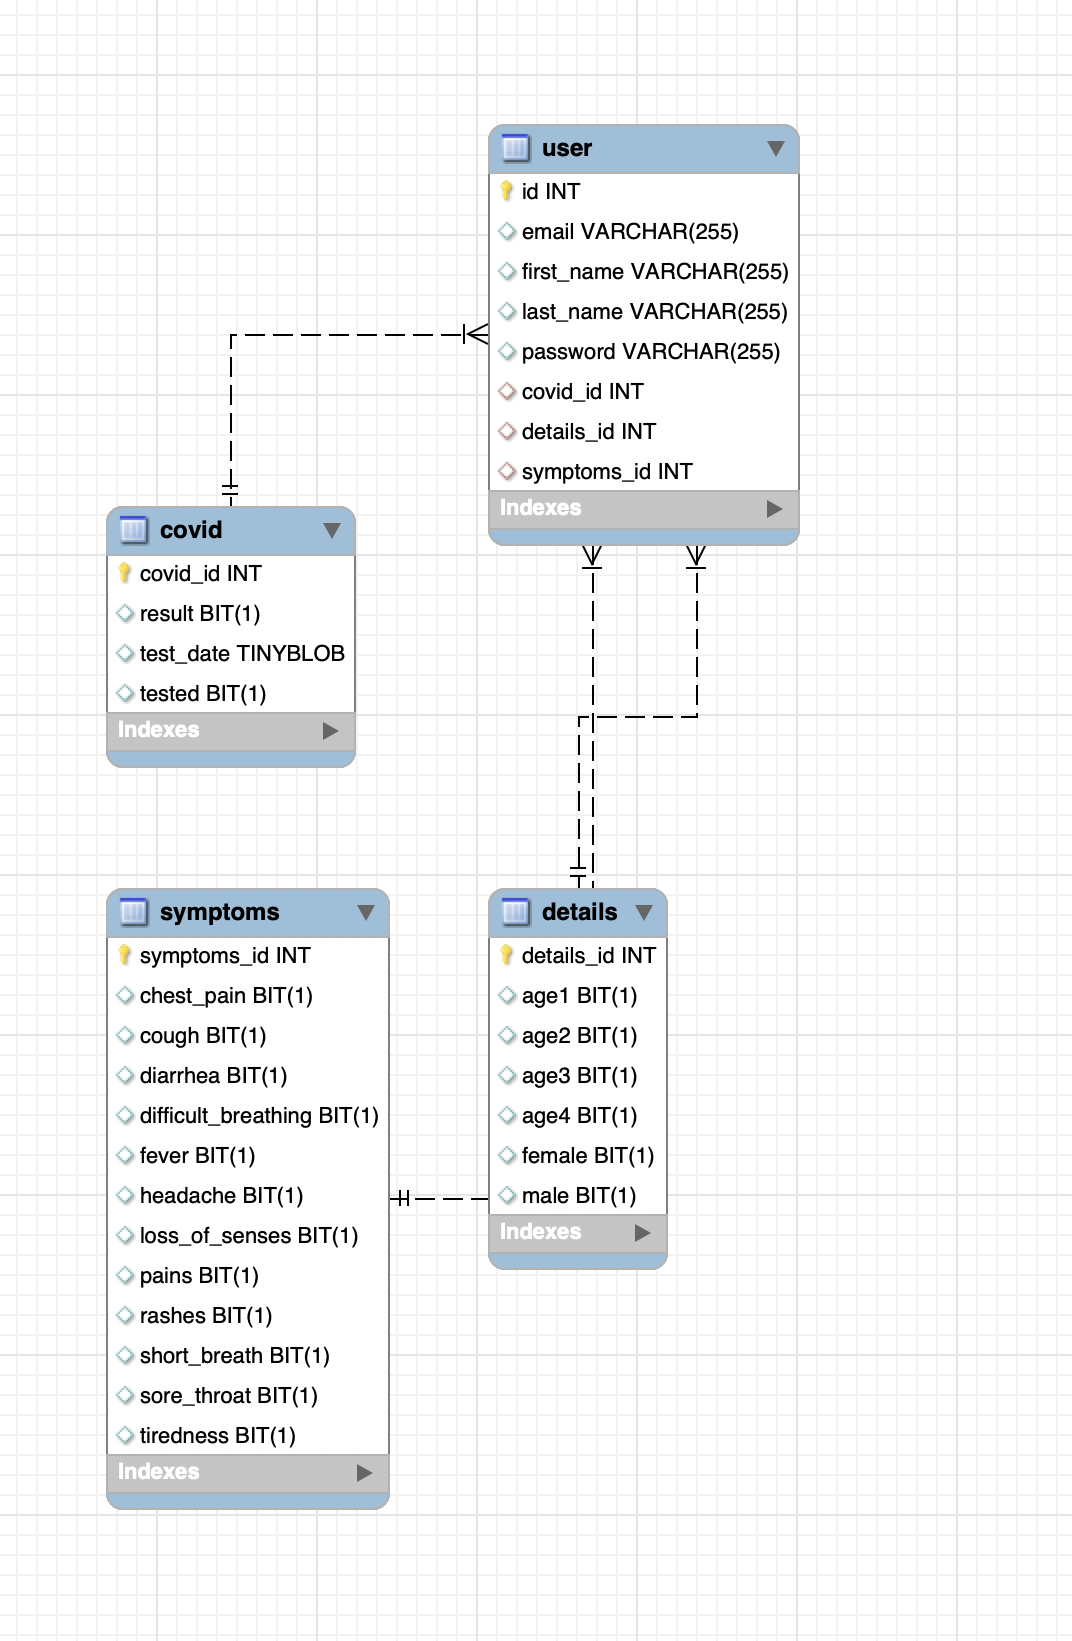 user
id INT
email VARCHAR(255)
first_name VARCHAR(255)
last_name VARCHAR(255)
password VARCHAR(255)
covid_id INT
details_id INT
symptoms_id INT
Indexes
covid
covid_id INT
result BIT(1)
test_date TINYBLOB
tested BIT(1)
Indexes
symptoms
symptoms_id INT
chest_pain BIT(1)
cough BIT(1)
diarrhea BIT(1)
difficult_breathing BIT(1)
fever BIT(1)
headache BIT(1)
loss_of_senses BIT(1)
pains BIT(1)
rashes BIT(1)
short_breath BIT(1)
sore_throat BIT(1)
tiredness BIT(1)
Indexes
details
details_id INT
age1 BIT(1)
age2 BIT(1)
age3 BIT(1)
age4 BIT(1)
female BIT(1)
male BIT(1)
Indexes